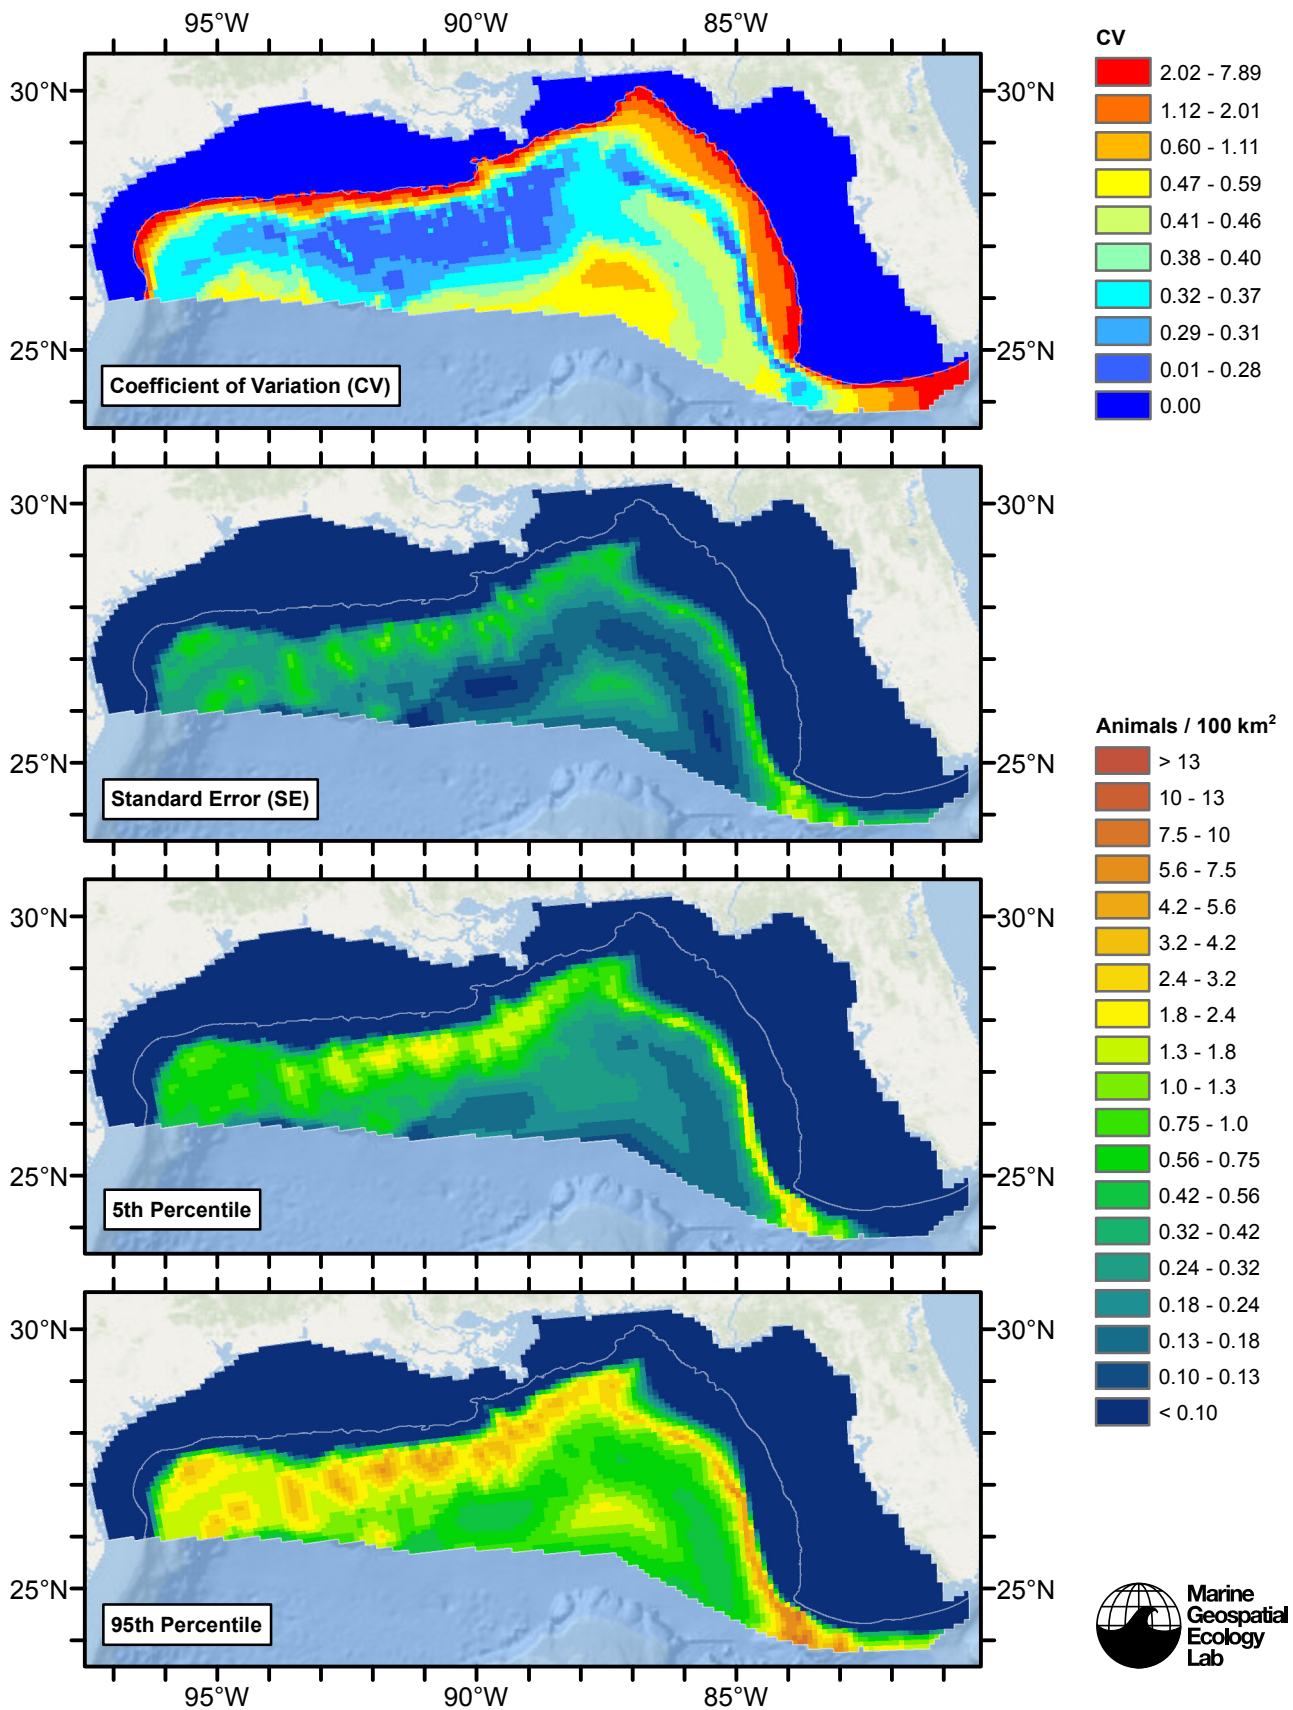 95°W 90°W 85°W
30°N 30°N
25°N 25°N
Coefficient of Variation (CV)
CV
2.02 - 7.89
1.12 - 2.01
0.60 - 1.11
0.47 - 0.59
0.41 - 0.46
0.38 - 0.40
0.32 - 0.37
0.29 - 0.31
0.01 - 0.28
0.00
30°N 30°N
25°N 25°N
Standard Error (SE)
30°N 30°N
25°N 25°N
5th Percentile
30°N 30°N
25°N 25°N
95th Percentile
95°W 90°W 85°W
Animals / 100 km²
> 13
10 - 13
7.5 - 10
5.6 - 7.5
4.2 - 5.6
3.2 - 4.2
2.4 - 3.2
1.8 - 2.4
1.3 - 1.8
1.0 - 1.3
0.75 - 1.0
0.56 - 0.75
0.42 - 0.56
0.32 - 0.42
0.24 - 0.32
0.18 - 0.24
0.13 - 0.18
0.10 - 0.13
< 0.10
Marine
Geospatial
Ecology
Lab